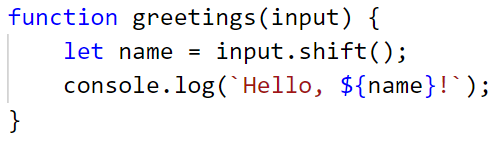 function greetings(input) {
    let name = input.shift();
    console.log(`Hello, ${name}!`);
}